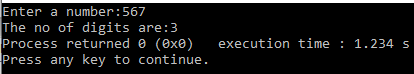 Enter a number:567
The no of digits are:3
Process returned 0 (0x0)   execution time : 1.234 s
Press any key to continue.